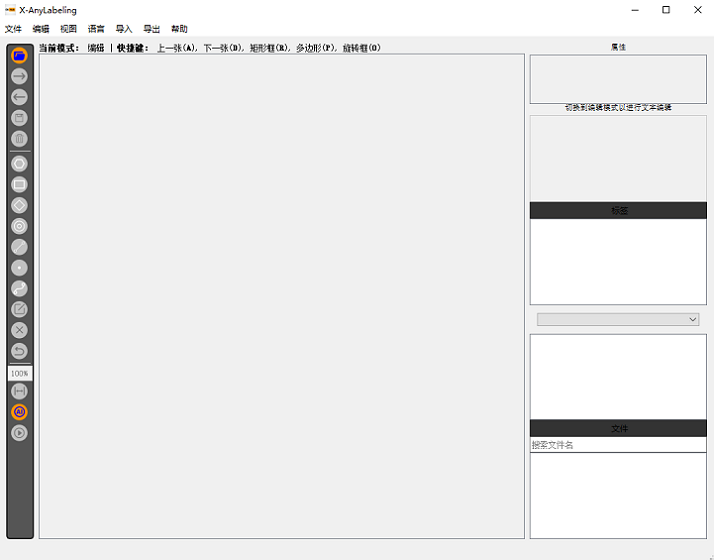 X-AnyLabeling
文件 编辑 视图 语言 导入 导出 帮助
当前模式： 编辑 | 快捷键： 上一张(A), 下一张(D), 矩形框(R), 多边形(P), 旋转框(O)
属性
切换到编辑模式以进行文本编辑
标签
100%
AI
文件
搜索文件名